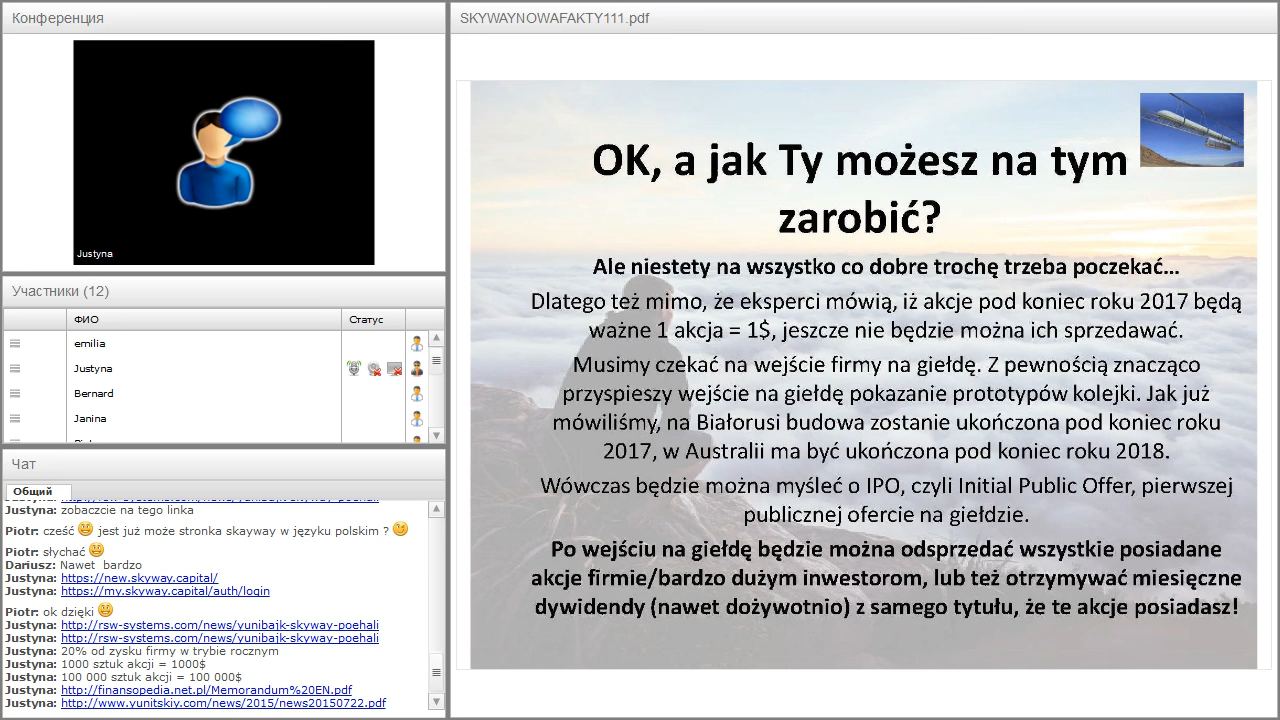 Конференция
Justyna
Участники (12)
ФИО
Статус
emilia
Justyna
Bernard
Janina
Чат
Общий
Justyna: zobaczcie na tego linka
Piotr: cześć jest już może stronka skayway w języku polskim ?
Piotr: słychać
Dariusz: Nawet bardzo
Justyna: https://new.skyway.capital/
Justyna: https://my.skyway.capital/auth/login
Piotr: ok dzięki
Justyna: http://rsw-systems.com/news/yunibajk-skyway-poehali
Justyna: http://rsw-systems.com/news/yunibajk-skyway-poehali
Justyna: 20% od zysku firmy w trybie rocznym
Justyna: 1000 sztuk akcji = 1000$
Justyna: 100 000 sztuk akcji = 100 000$
Justyna: http://finansopedia.net.pl/Memorandum%20EN.pdf
Justyna: http://www.yunitskiy.com/news/2015/news20150722.pdf
SKYWAYNOWAFAKTY111.pdf
OK, a jak Ty możesz na tym
zarobić?
Ale niestety na wszystko co dobre trochę trzeba poczekać...
Dlatego też mimo, że eksperci mówią, iż akcje pod koniec roku 2017 będą
ważne 1 akcja = 1$, jeszcze nie będzie można ich sprzedawać.
Musimy czekać na wejście firmy na giełdę. Z pewnością znacząco
przyspieszy wejście na giełdę pokazanie prototypów kolejki. Jak już
mówiliśmy, na Białorusi budowa zostanie ukończona pod koniec roku
2017, w Australii ma być ukończona pod koniec roku 2018.
Wówczas będzie można myśleć o IPO, czyli Initial Public Offer, pierwszej
publicznej ofercie na giełdzie.
Po wejściu na giełdę będzie można odsprzedać wszystkie posiadane
akcje firmie/bardzo dużym inwestorom, lub też otrzymywać miesięczne
dywidendy (nawet dożywotnio) z samego tytułu, że te akcje posiadasz!